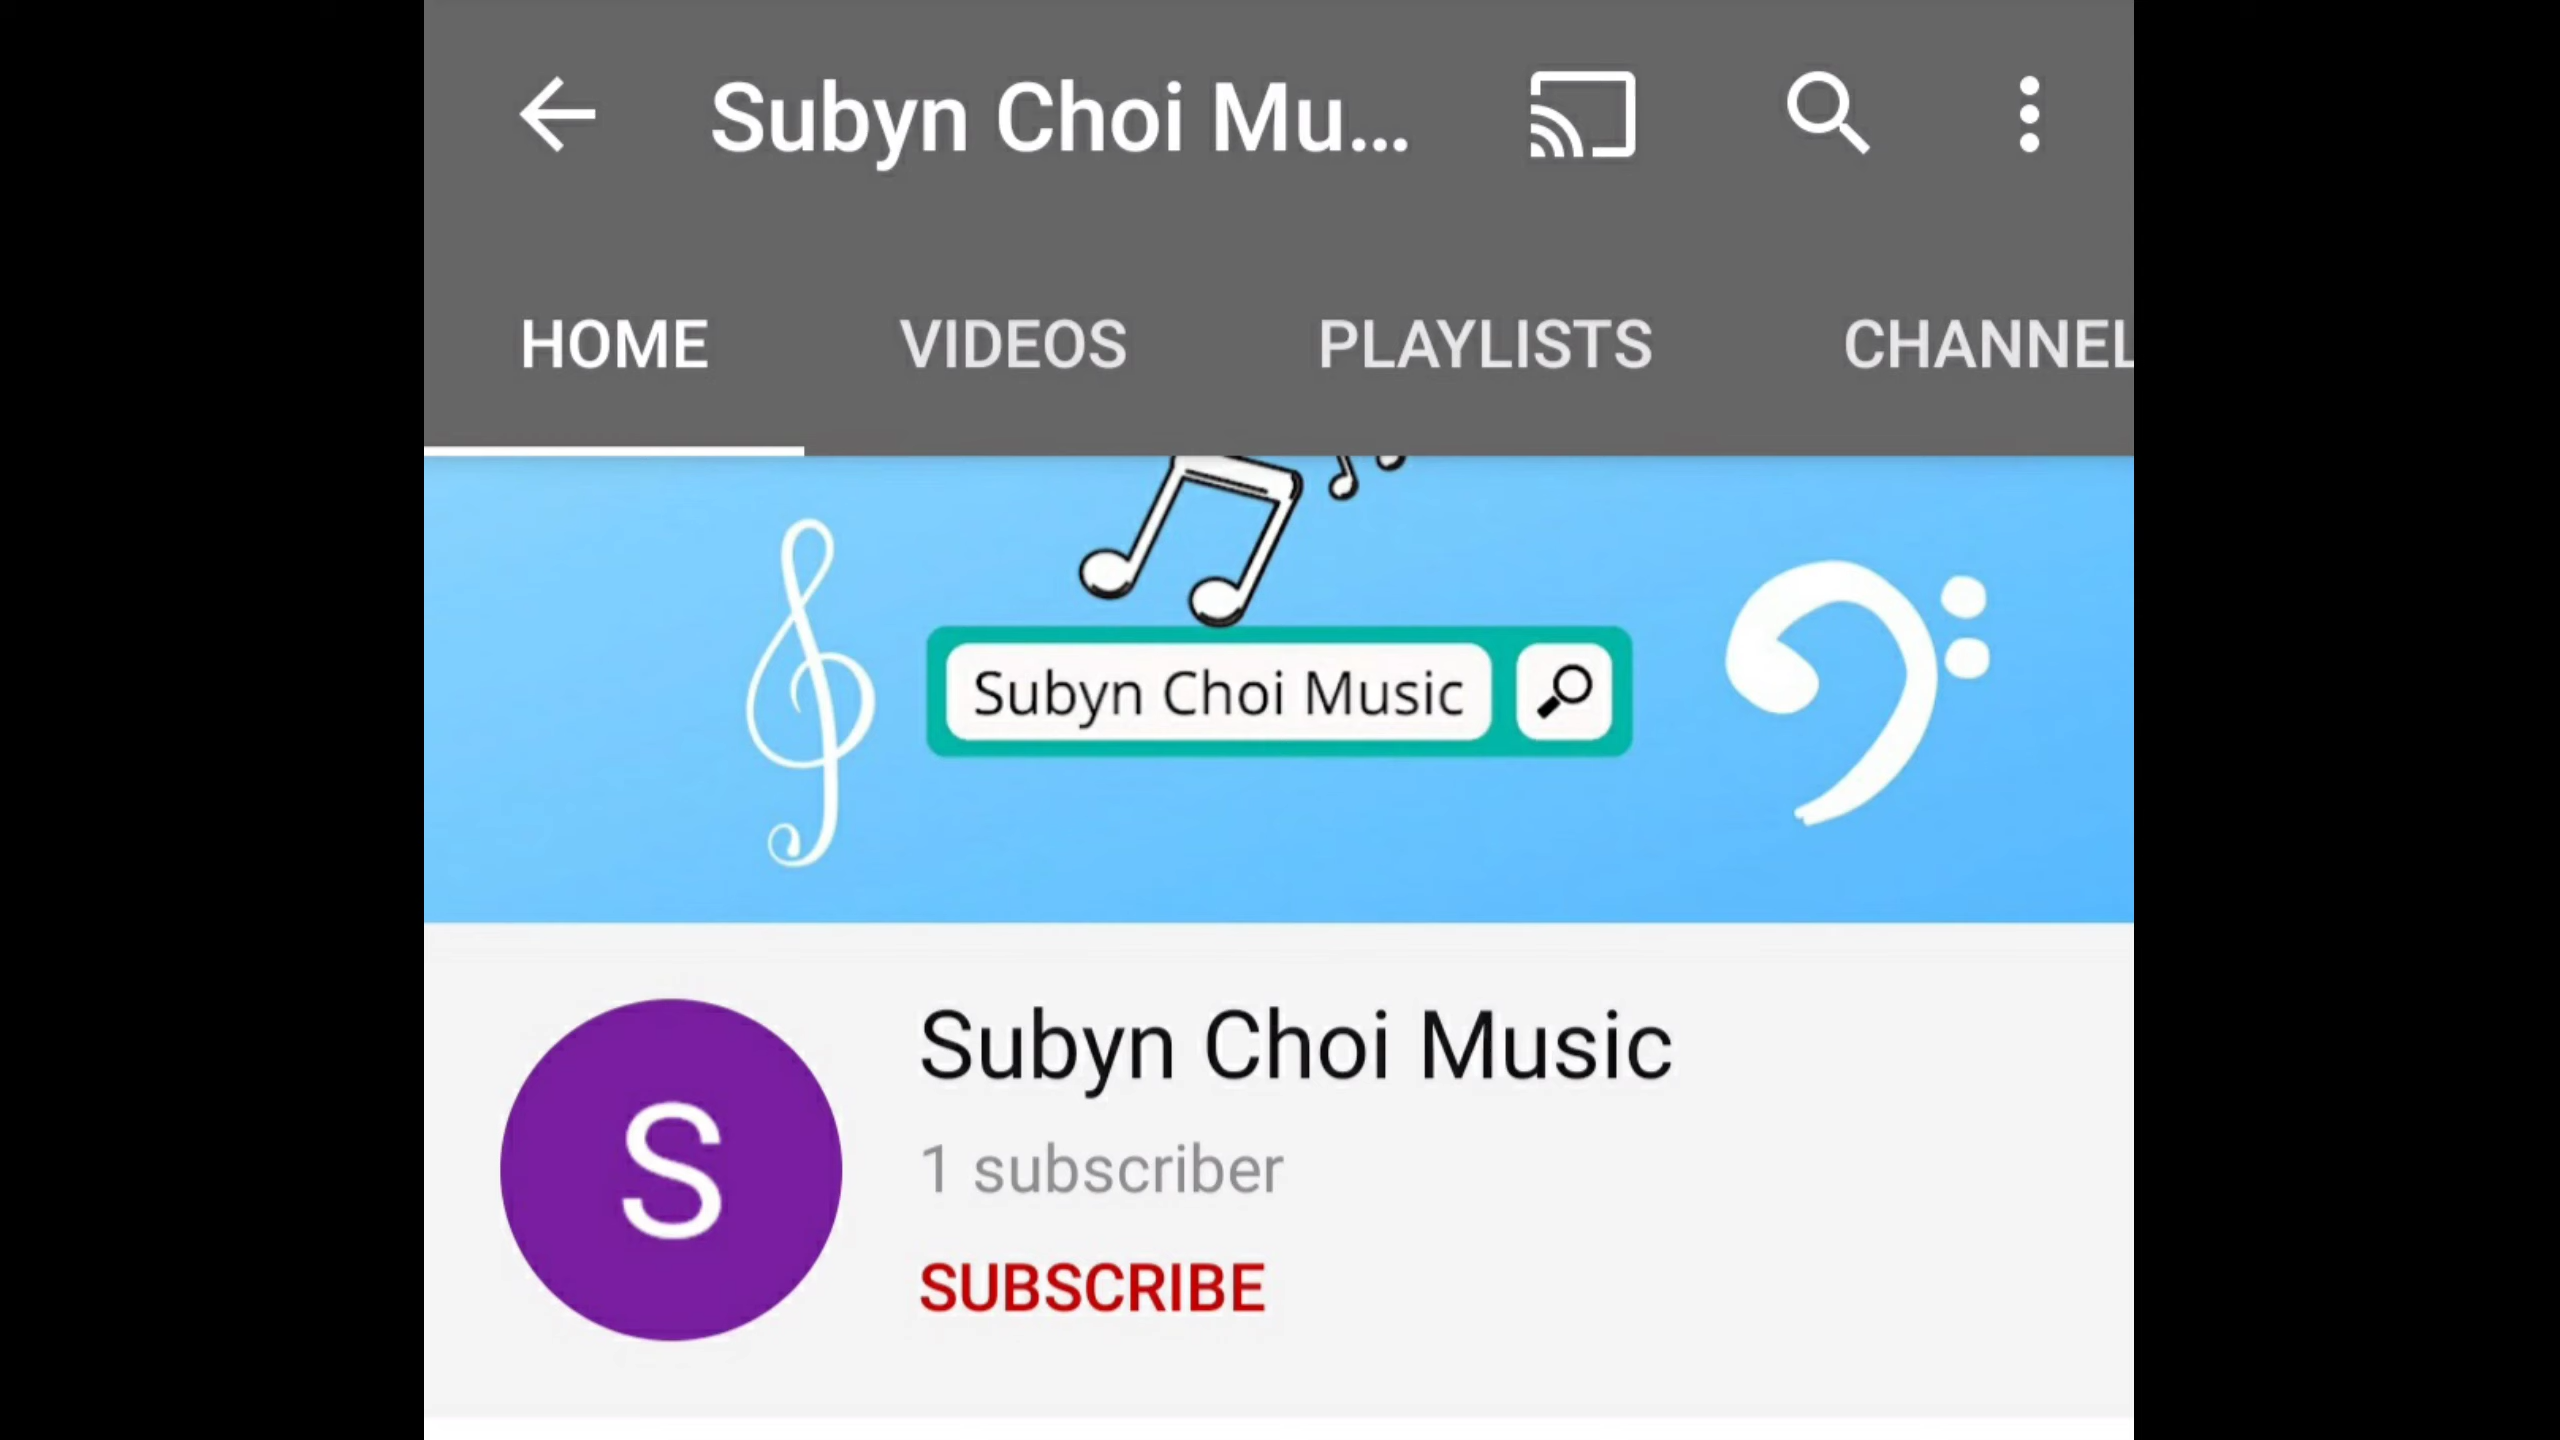 Subyn Choi Mu...
HOME VIDEOS PLAYLISTS CHANNEL
Subyn Choi Music
S
Subyn Choi Music
1 subscriber
SUBSCRIBE